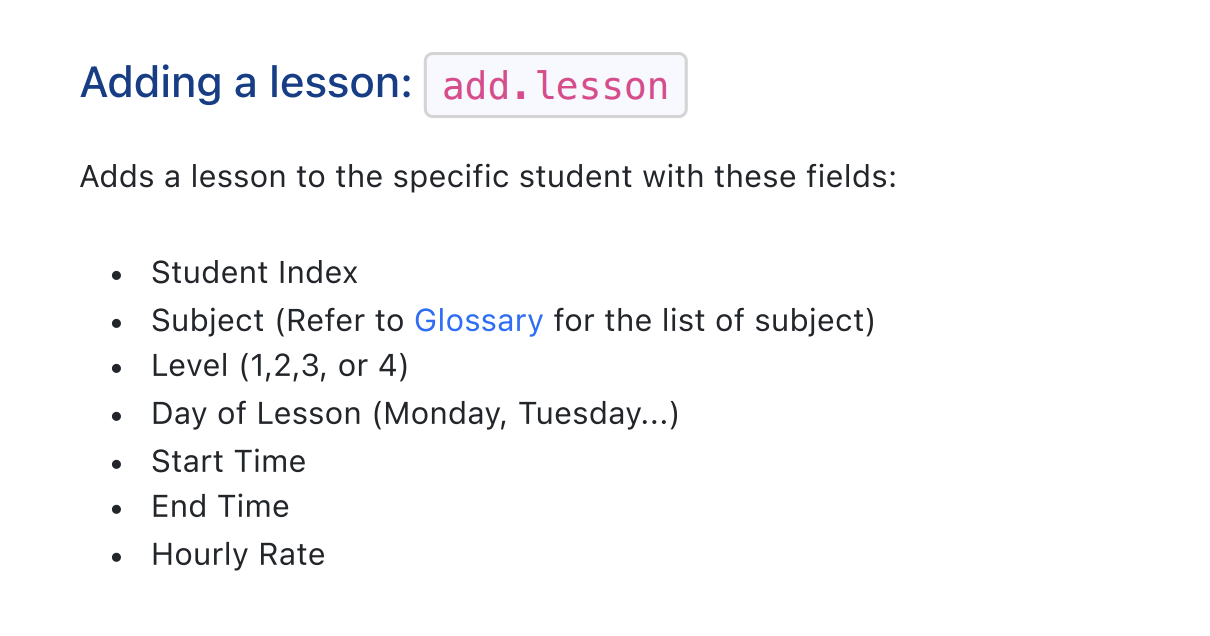 Adding a lesson: add.lesson
Adds a lesson to the specific student with these fields:
• Student Index
• Subject (Refer to Glossary for the list of subject)
• Level (1,2,3, or 4)
• Day of Lesson (Monday, Tuesday...)
• Start Time
• End Time
• Hourly Rate